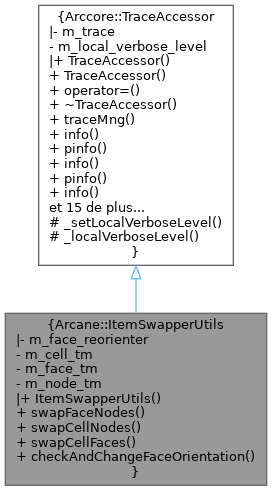 {Arccore::TraceAccessor
|- m_trace
- m_local_verbose_level
|+ TraceAccessor()
+ TraceAccessor()
+ operator=()
+ ~TraceAccessor()
+ traceMng()
+ info()
+ pinfo()
+ info()
+ pinfo()
+ info()
et 15 de plus...
# _setLocalVerboseLevel()
# _localVerboseLevel()
}
{Arcane::ItemSwapperUtils
|- m_face_reorienter
- m_cell_tm
- m_face_tm
- m_node_tm
|+ ItemSwapperUtils()
+ swapFaceNodes()
+ swapCellNodes()
+ swapCellFaces()
+ checkAndChangeFaceOrientation()
}